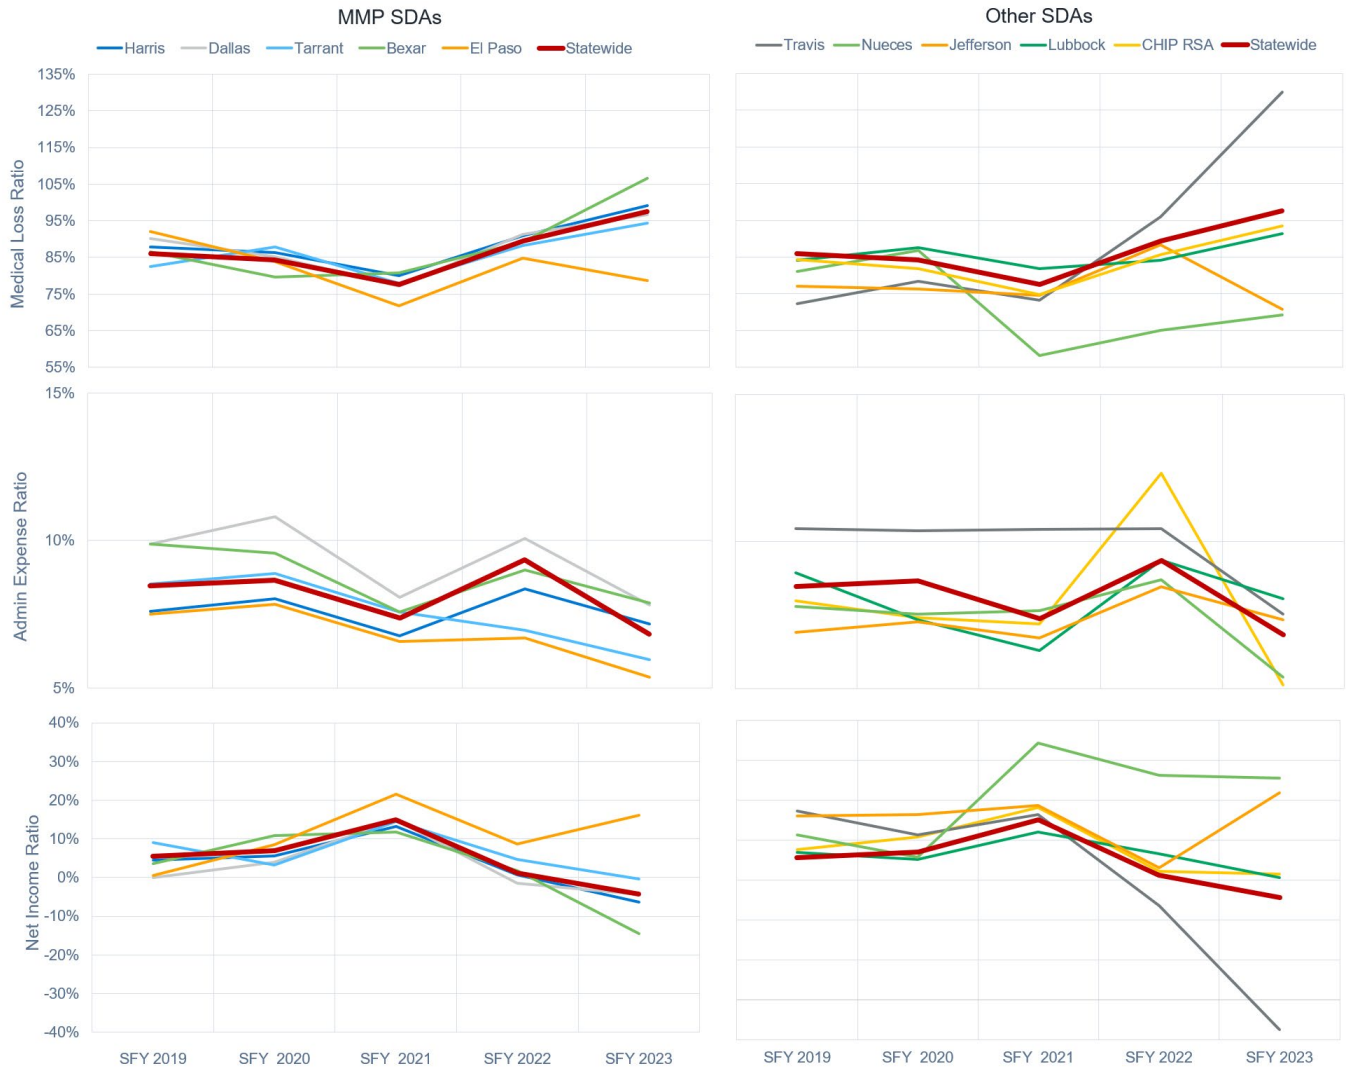 MMP SDAs
Harris Dallas Tarrant Bexar El Paso Statewide
Other SDAs
Travis Nueces Jefferson Lubbock CHIP RSA Statewide
Medical Loss Ratio
135%
125%
115%
105%
95%
85%
75%
65%
55%
Admin Expense Ratio
15%
10%
5%
Net Income Ratio
40%
30%
20%
10%
0%
-10%
-20%
-30%
-40%
SFY 2019 SFY 2020 SFY 2021 SFY 2022 SFY 2023
SFY 2019 SFY 2020 SFY 2021 SFY 2022 SFY 2023